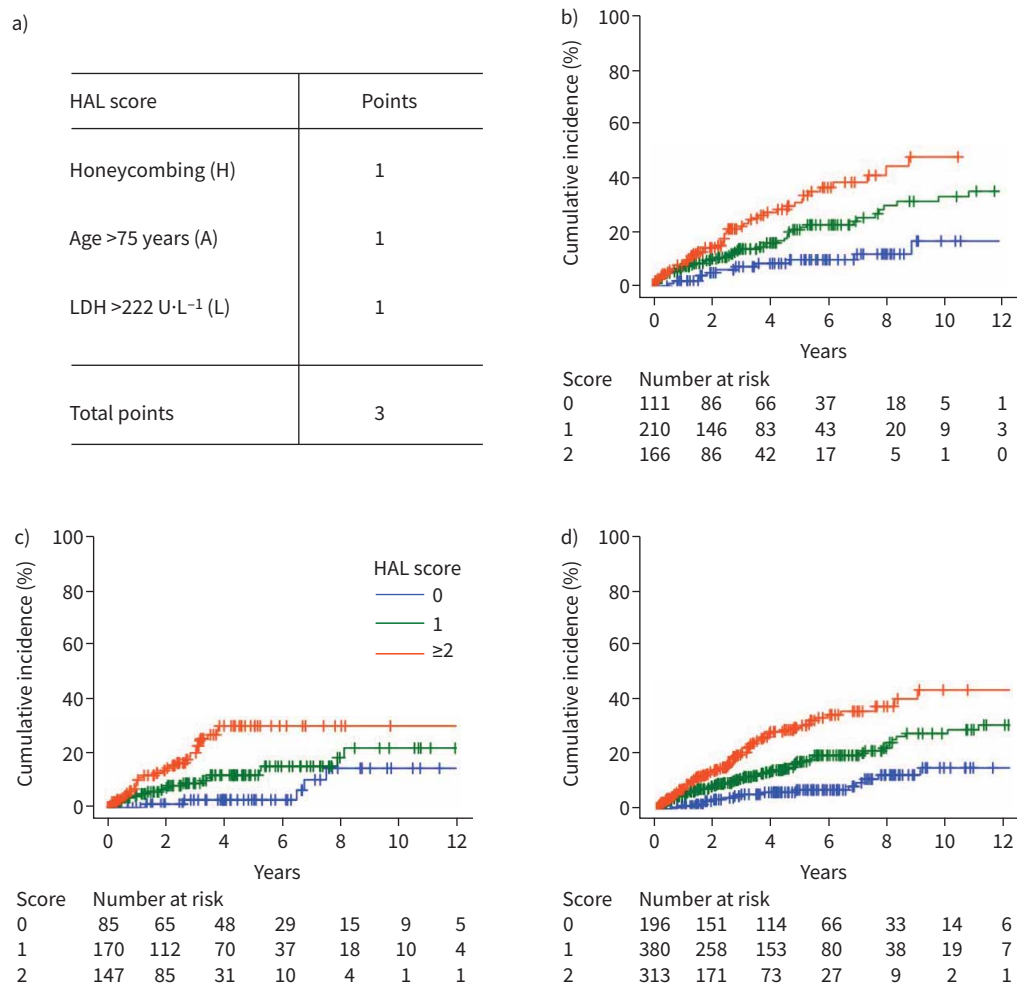 a)
HAL score Points
Honeycombing (H) 1
Age >75 years (A) 1
LDH >222 U·L⁻¹ (L) 1
Total points 3
b)
Cumulative incidence (%)
100
80
60
40
20
0
0 2 4 6 8 10 12
Years
Score Number at risk
0 111 86 66 37 18 5 1
1 210 146 83 43 20 9 3
2 166 86 42 17 5 1 0
c)
Cumulative incidence (%)
100
80
60
40
20
0
HAL score
0
1
≥2
0 2 4 6 8 10 12
Years
Score Number at risk
0 85 65 48 29 15 9 5
1 170 112 70 37 18 10 4
2 147 85 31 10 4 1 1
d)
Cumulative incidence (%)
100
80
60
40
20
0
0 2 4 6 8 10 12
Years
Score Number at risk
0 196 151 114 66 33 14 6
1 380 258 153 80 38 19 7
2 313 171 73 27 9 2 1